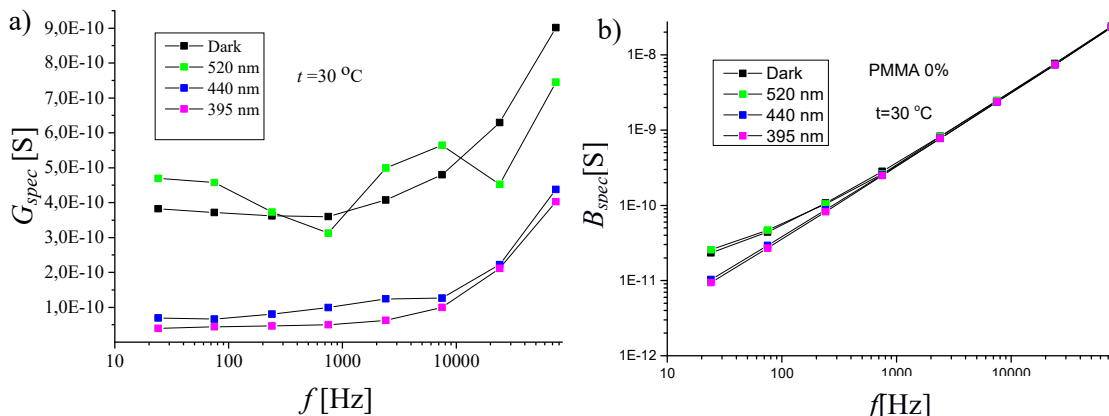 a)
9,0E-10
8,0E-10
7,0E-10
6,0E-10
5,0E-10
4,0E-10
3,0E-10
2,0E-10
1,0E-10
G_spec [S]
Dark
520 nm
440 nm
395 nm
t =30 °C
10
100
1000
10000
f [Hz]
b)
1E-8
1E-9
1E-10
1E-11
1E-12
B_spec [S]
Dark
520 nm
440 nm
395 nm
PMMA 0%
t=30 °C
10
100
1000
10000
f[Hz]